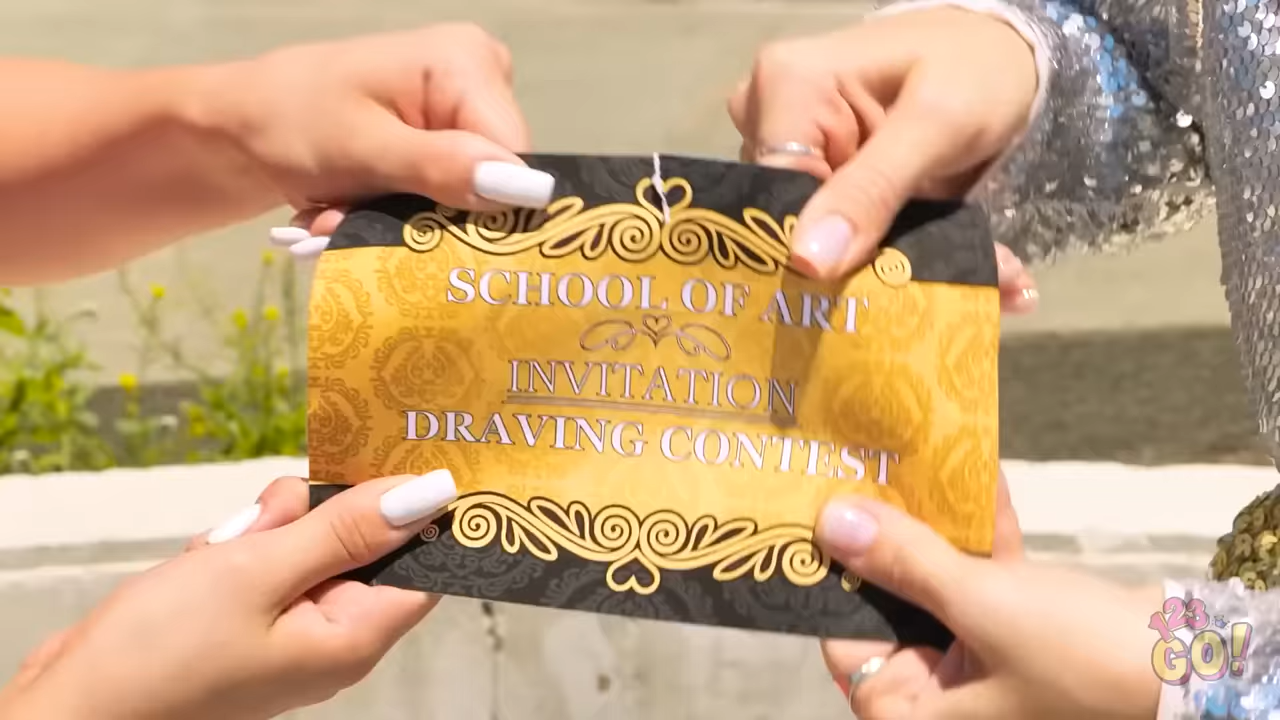 SCHOOL OF ART
INVITATION
DRAVING CONTEST
123
GO!